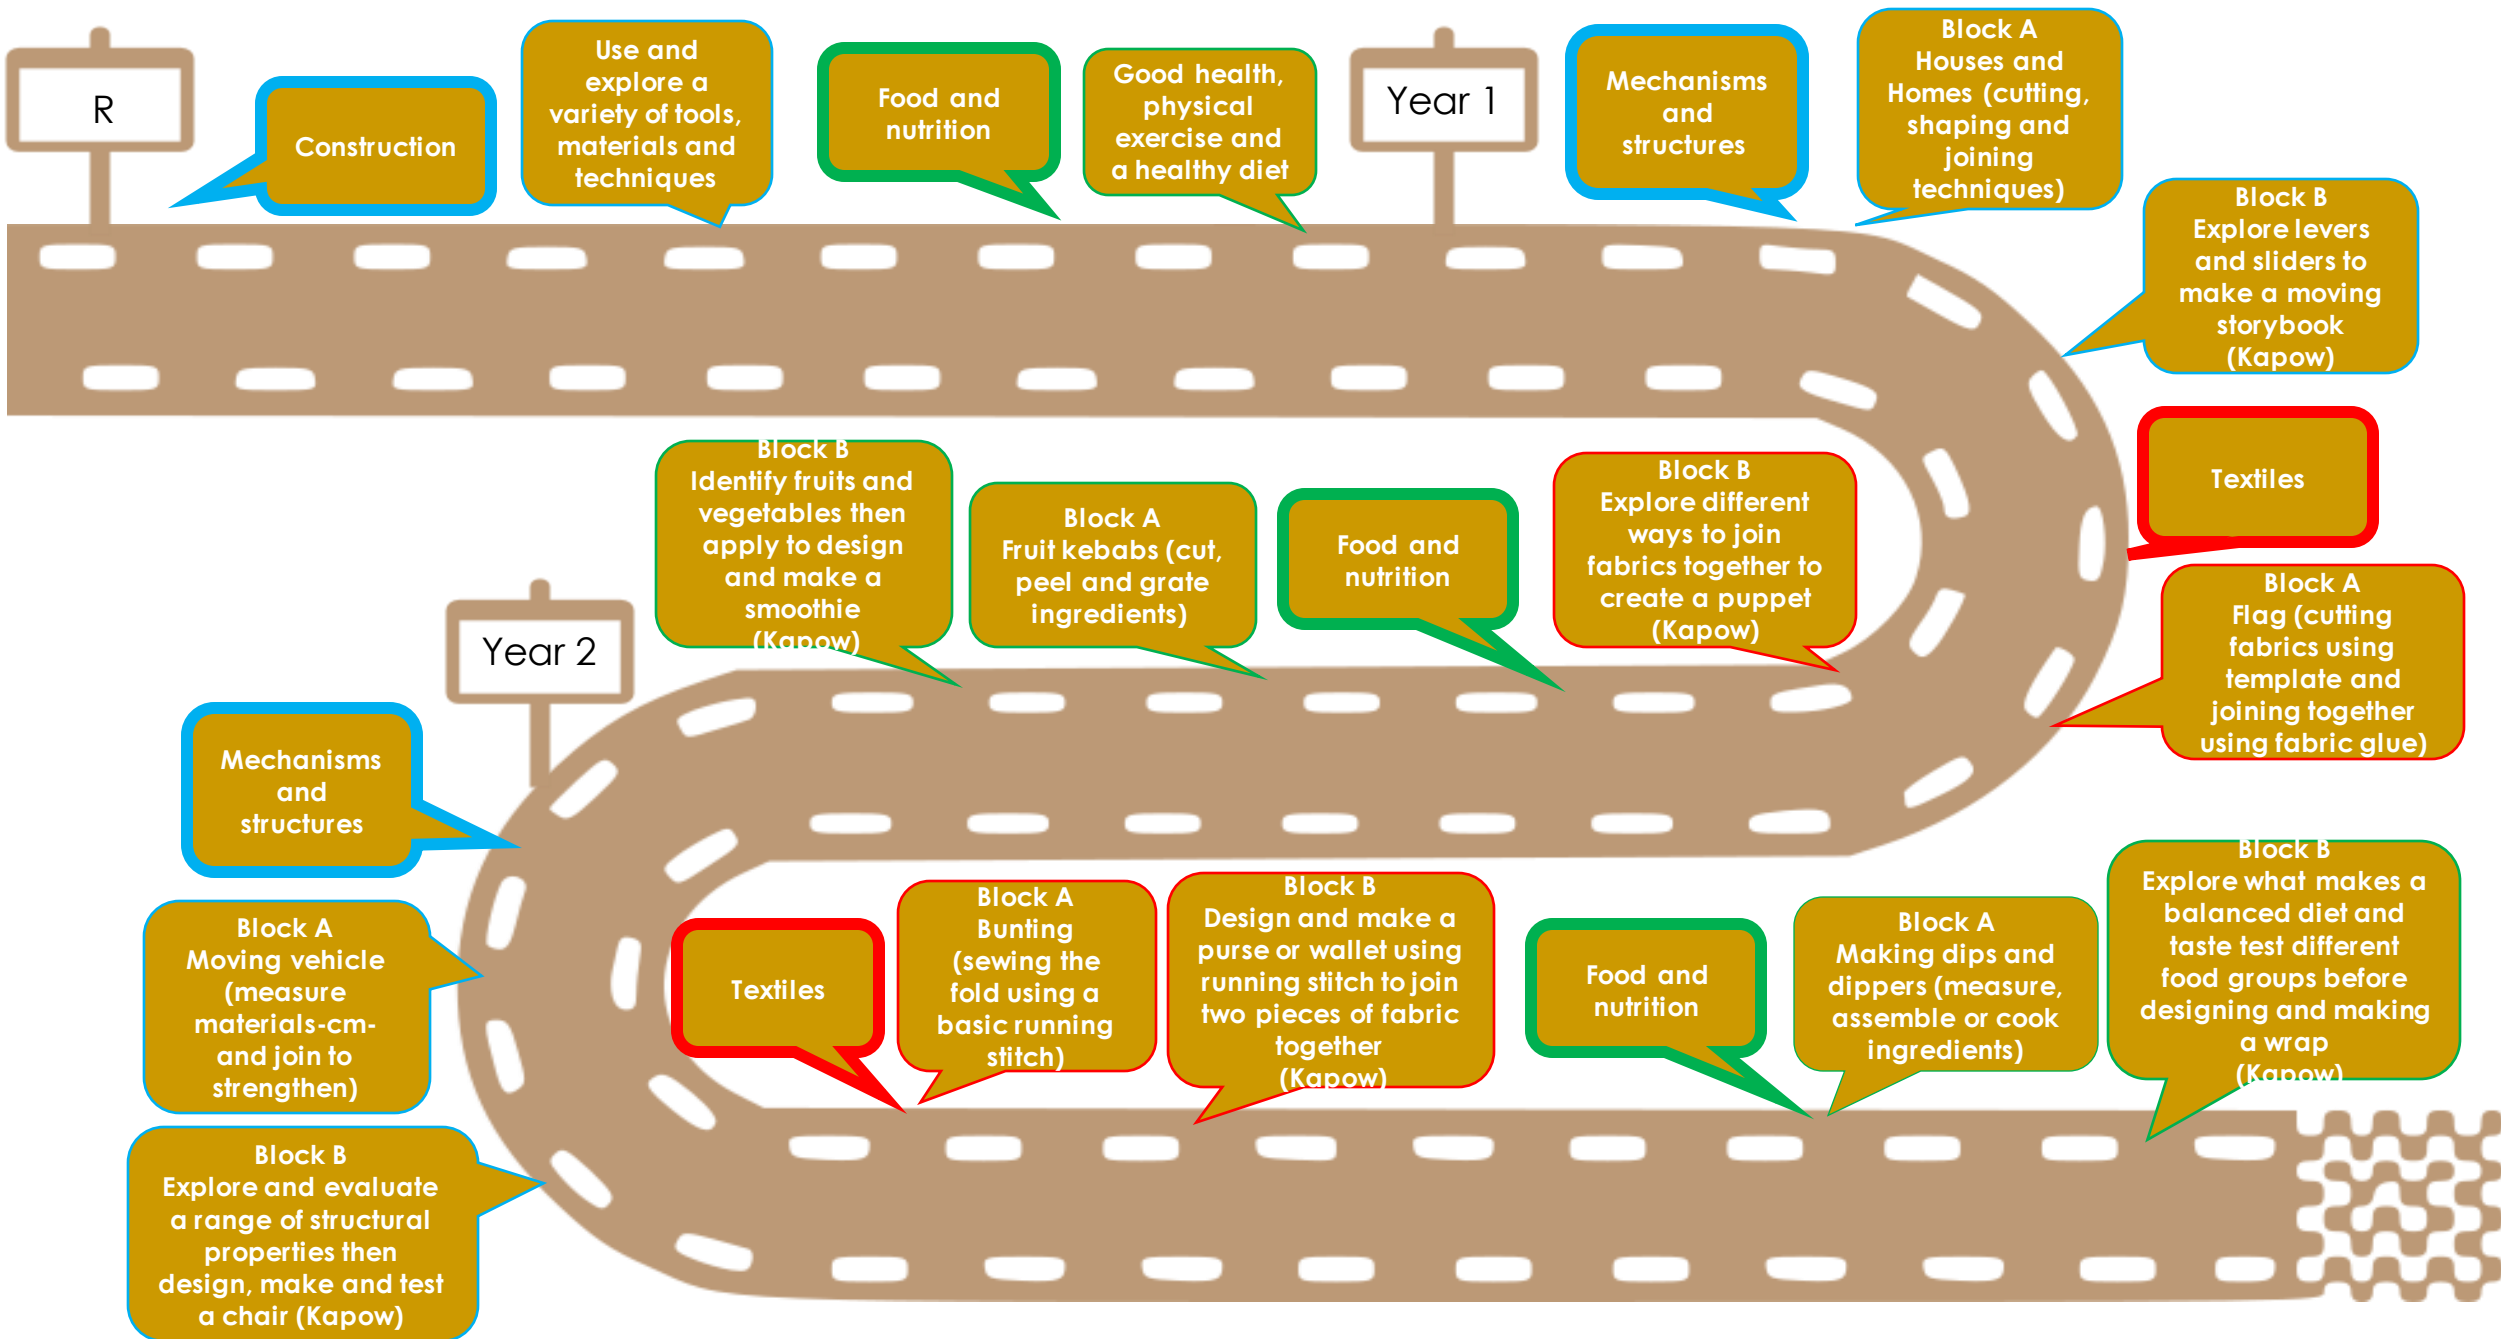 R
Construction
Use and
explore a
variety of tools,
materials and
techniques
Food and
nutrition
Good health,
physical
exercise and
a healthy diet
Year 1
Mechanisms
and
structures
Block A
Houses and
Homes (cutting,
shaping and
joining
techniques)
Block B
Explore levers
and sliders to
make a moving
storybook
(Kapow)
Textiles
Block A
Flag (cutting
fabrics using
template and
joining together
using fabric glue)
Block B
Explore different
ways to join
fabrics together to
create a puppet
(Kapow)
Food and
nutrition
Block A
Fruit kebabs (cut,
peel and grate
ingredients)
Block B
Identify fruits and
vegetables then
apply to design
and make a
smoothie
(Kapow)
Year 2
Mechanisms
and
structures
Block A
Moving vehicle
(measure
materials-cm-
and join to
strengthen)
Block B
Explore and evaluate
a range of structural
properties then
design, make and test
a chair (Kapow)
Textiles
Block A
Bunting
(sewing the
fold using a
basic running
stitch)
Block B
Design and make a
purse or wallet using
running stitch to join
two pieces of fabric
together
(Kapow)
Food and
nutrition
Block A
Making dips and
dippers (measure,
assemble or cook
ingredients)
Block B
Explore what makes a
balanced diet and
taste test different
food groups before
designing and making
a wrap
(Kapow)